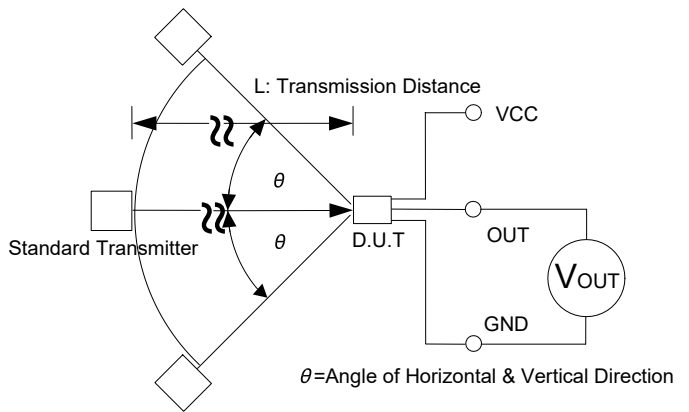 L: Transmission Distance
VCC
θ
Standard Transmitter
θ
D.U.T
OUT
VOUT
GND
θ=Angle of Horizontal & Vertical Direction